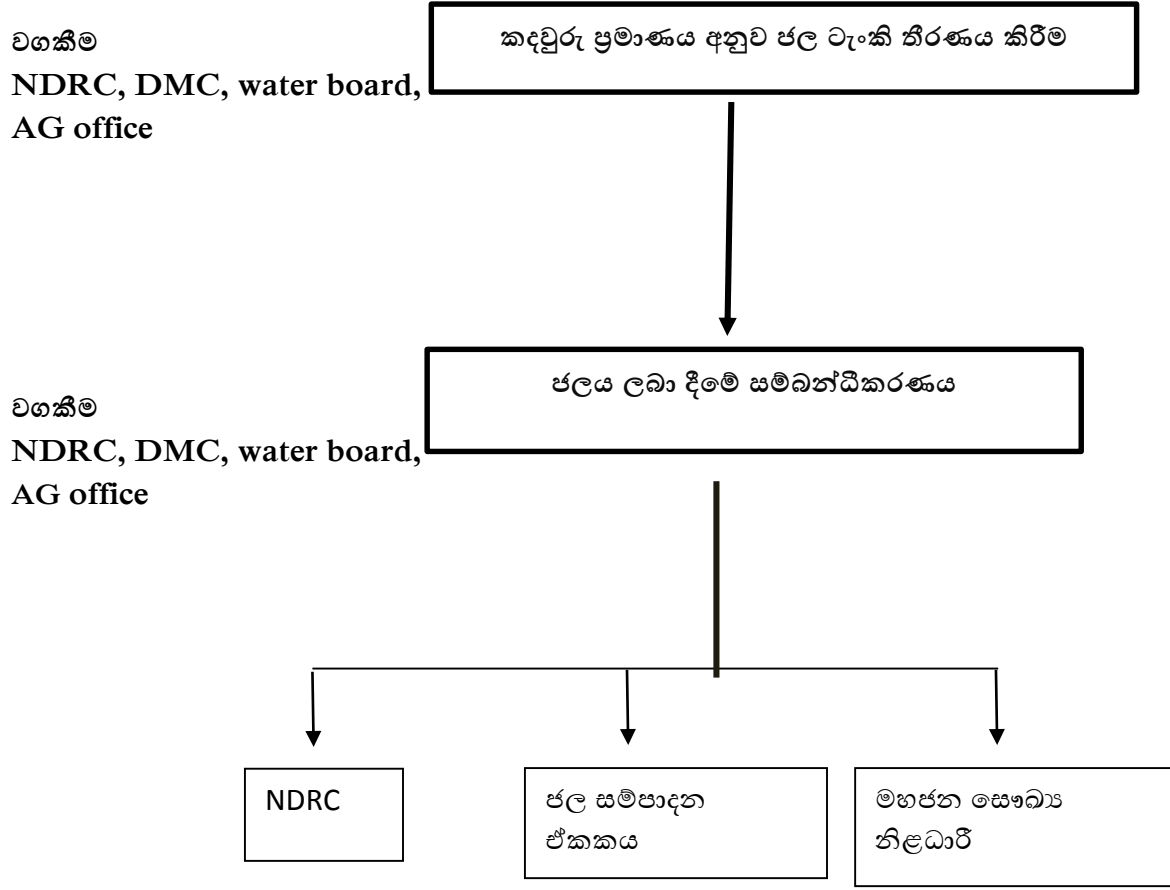 වගකීම
NDRC, DMC, water board,
AG office
කදවුරු ප්‍රමාණය අනුව ජල ටැංකි තීරණය කිරීම
වගකීම
NDRC, DMC, water board,
AG office
ජලය ලබා දීමේ සම්බන්ධීකරණය
NDRC
ජල සම්පාදන
ඒකකය
මහජන සෞඛ්‍ය
නිළධාරී